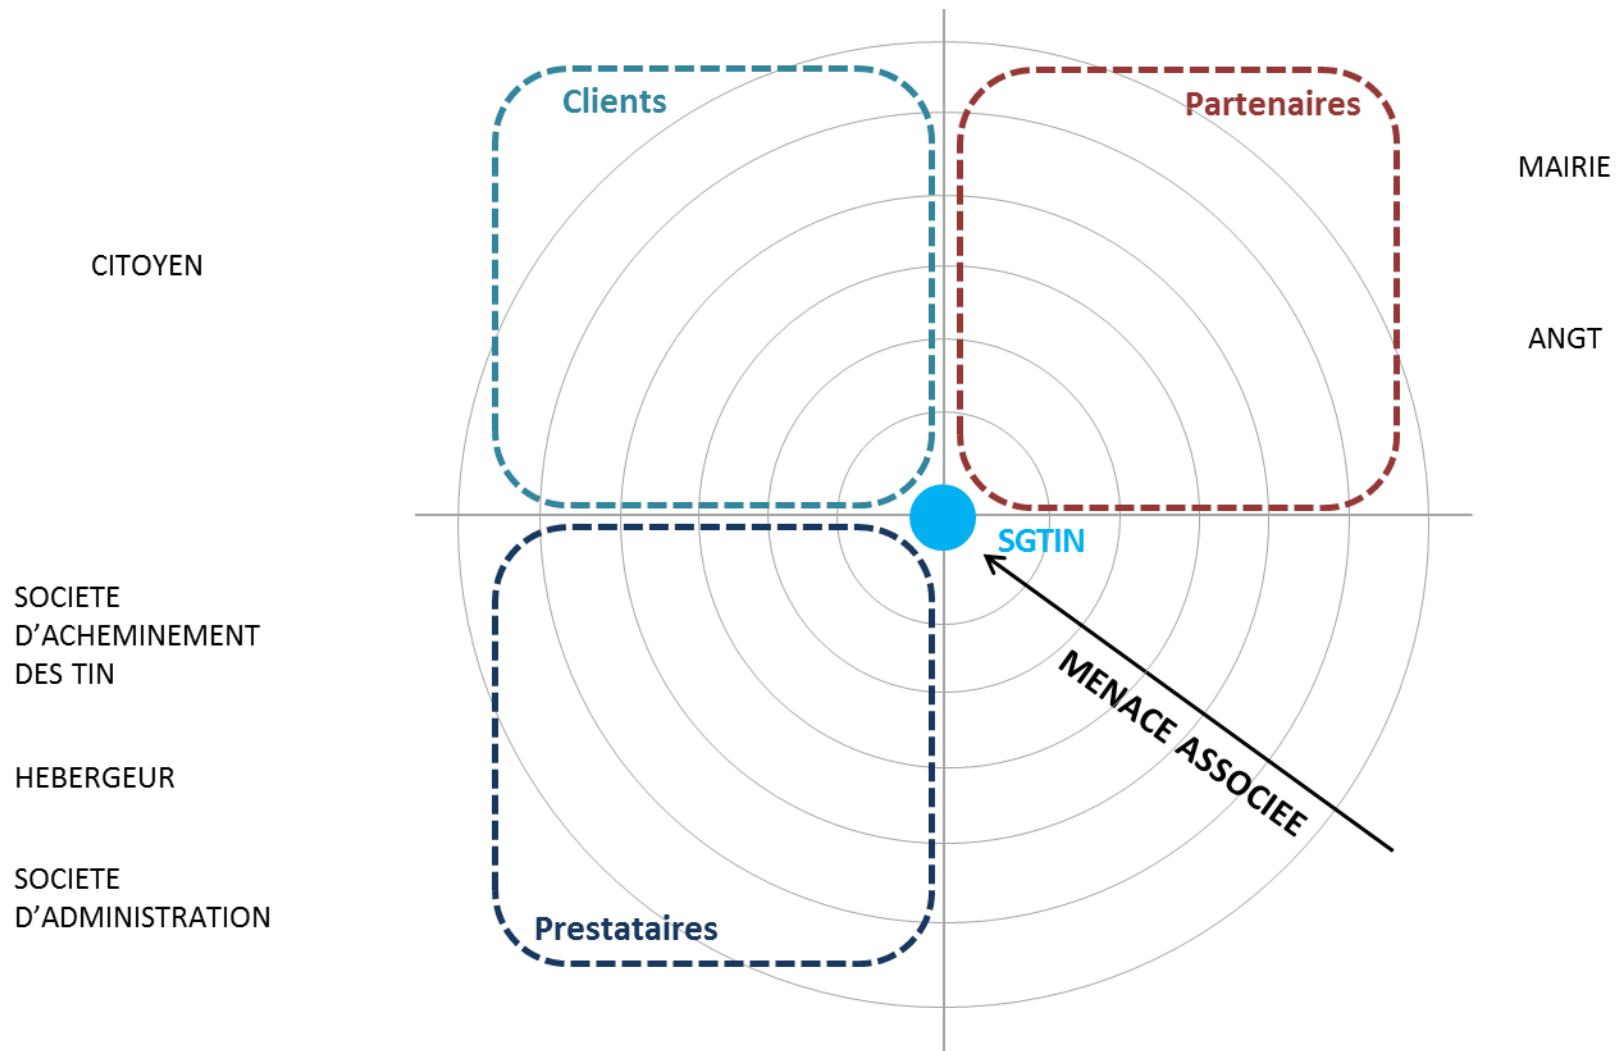 Clients
Partenaires
MAIRIE
CITOYEN
ANGT
SGTIN
SOCIETE
D’ACHEMINEMENT
DES TIN
MENACE ASSOCIEE
HEBERGEUR
SOCIETE
D’ADMINISTRATION
Prestataires